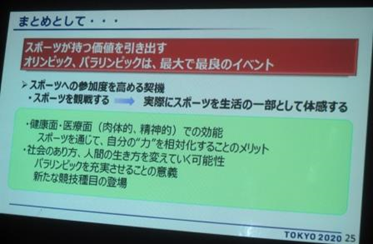 まとめとして・・・
スポーツが持つ価値を引き出す
オリンピック、パラリンピックは、最大で最良のイベント
➢ スポーツへの参加度を高める契機
・スポーツを観戦する ➡ 実際にスポーツを生活の一部として体感する
・健康面・医療面（肉体的、精神的）での効能
スポーツを通じて、自分の“力”を相対化することのメリット
・社会のあり方、人間の生き方を変えていく可能性
パラリンピックを充実させることの意義
新たな競技種目の登場
TOKYO 2020 25